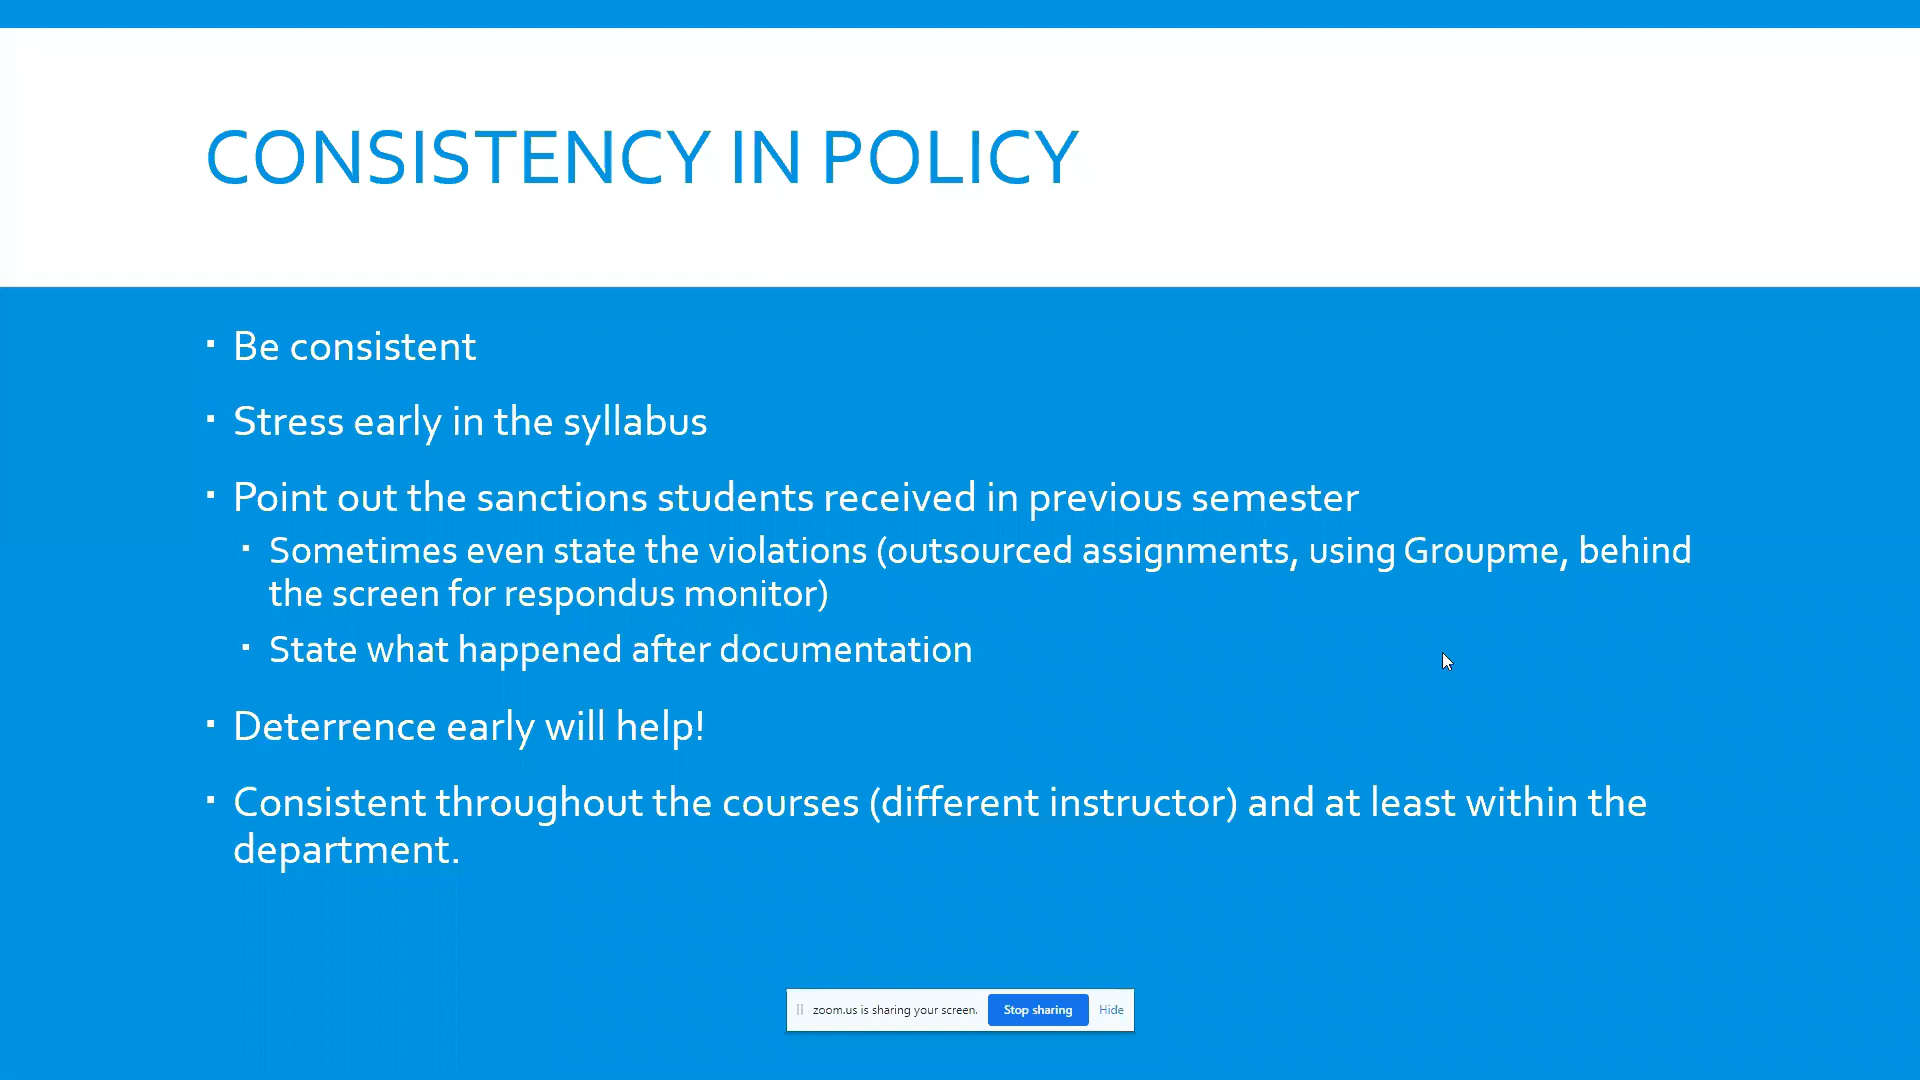 CONSISTENCY IN POLICY
▪ Be consistent
▪ Stress early in the syllabus
▪ Point out the sanctions students received in previous semester
▪ Sometimes even state the violations (outsourced assignments, using Groupme, behind
the screen for respondus monitor)
▪ State what happened after documentation
▪ Deterrence early will help!
▪ Consistent throughout the courses (different instructor) and at least within the
department.
zoom.us is sharing your screen. Stop sharing Hide